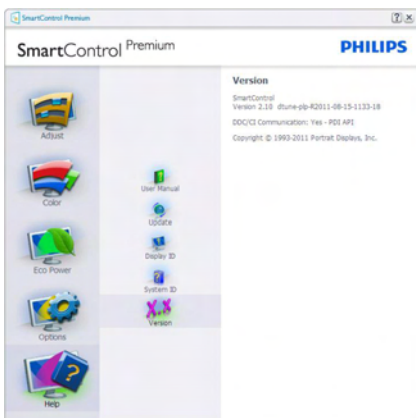 SmartControl Premium
SmartControl Premium
PHILIPS
Adjust
Color
Eco Power
Options
Help
User Manual
Update
Display ID
System ID
X.X
Version
Version
SmartControl
Version 2.10 dtune-plp-R2011-08-15-1133-18
DDC/CI Communication: Yes - PDI API
Copyright © 1993-2011 Portrait Displays, Inc.